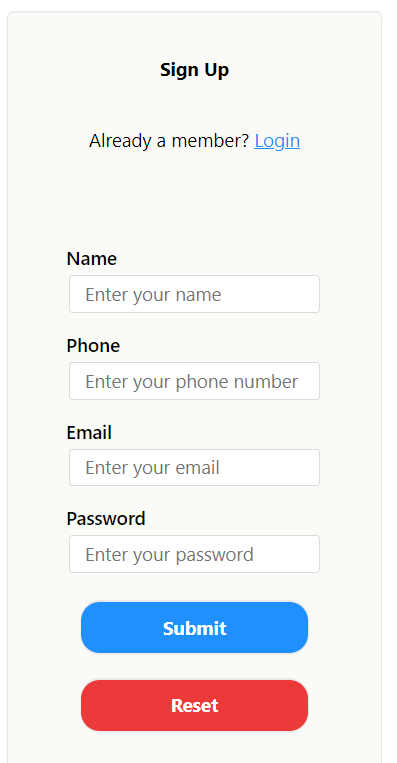 Sign Up
Already a member? Login
Name
Enter your name
Phone
Enter your phone number
Email
Enter your email
Password
Enter your password
Submit
Reset